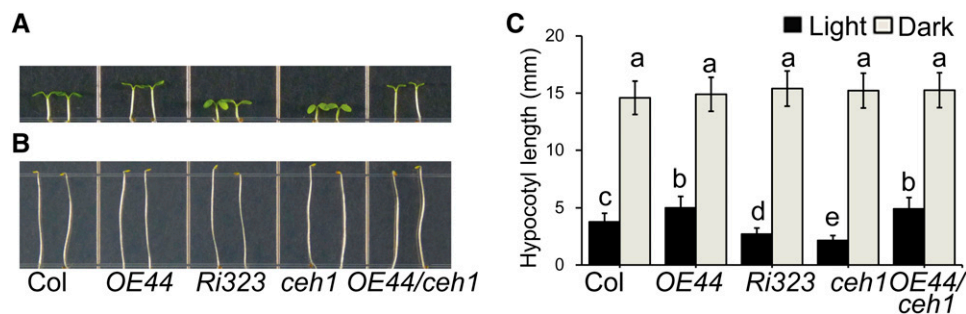 A
B
Col OE44 Ri323 ceh1 OE44/ceh1
C
Light Dark
Hypocotyl length (mm)
20
15
10
5
0
a a a a a
c b d e b
Col OE44 Ri323 ceh1 OE44/
ceh1